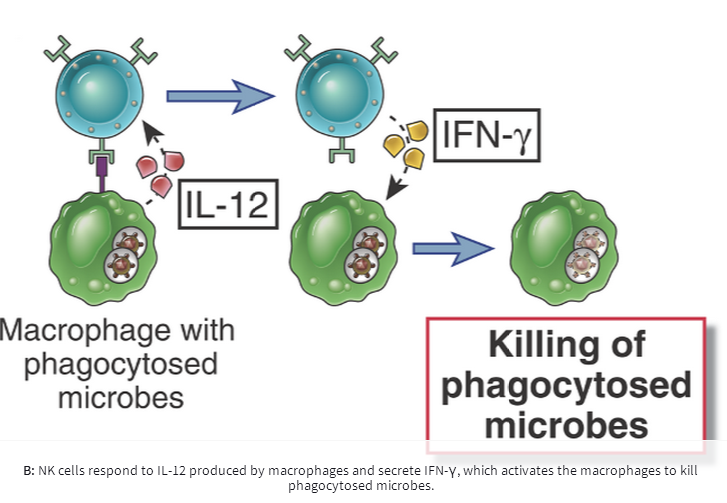 IFN-γ
IL-12
Macrophage with
phagocytosed
microbes
Killing of
phagocytosed
microbes
B: NK cells respond to IL-12 produced by macrophages and secrete IFN-γ, which activates the macrophages to kill
phagocytosed microbes.